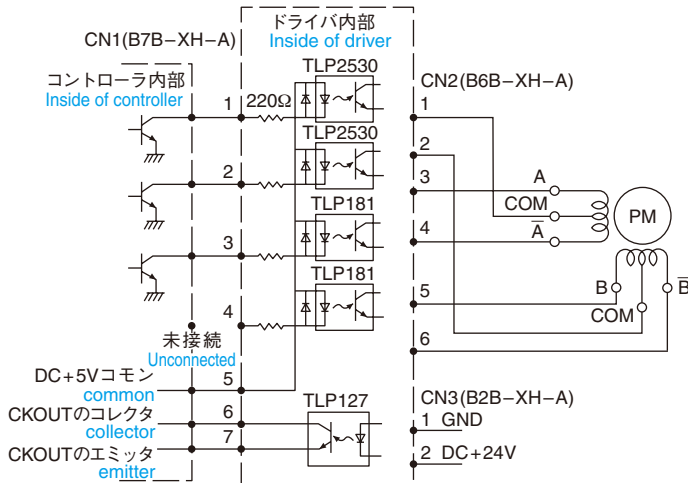 ドライバ内部
Inside of driver
CN1(B7B-XH-A)
コントローラ内部
Inside of controller
TLP2530
1
220Ω
TLP2530
2
TLP181
3
TLP181
4
未接続
Unconnected
DC+5Vコモン
common
5
TLP127
CKOUTのコレクタ
collector
6
CKOUTのエミッタ
emitter
7
CN2(B6B-XH-A)
1
2
3
A
COM
4
A̅
PM
5
B
B̅
COM
6
CN3(B2B-XH-A)
1 GND
2 DC+24V